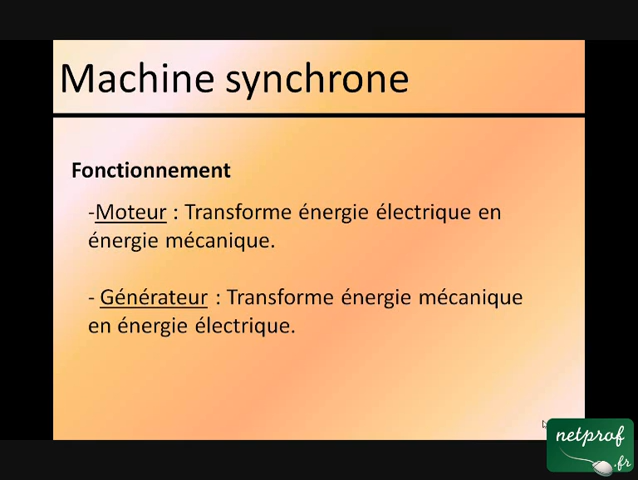 Machine synchrone
Fonctionnement
-Moteur : Transforme énergie électrique en
énergie mécanique.
- Générateur : Transforme énergie mécanique
en énergie électrique.
netprof
.fr